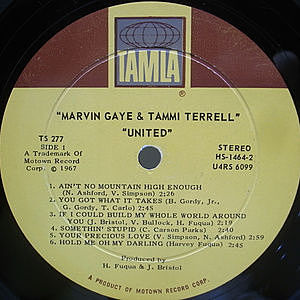 TAMLA
"MARVIN GAYE & TAMMI TERRELL"
"UNITED"
TS 277
SIDE 1
A Trademark Of
Motown Record
Corp. © 1967
STEREO
HS-1464-2
U4RS 6099
1. AIN'T NO MOUNTAIN HIGH ENOUGH
(N. Ashford, V. Simpson) 2:26
2. YOU GOT WHAT IT TAKES (B. Gordy, Jr.,
G. Gordy, T. Carlo) 2:45
3. IF I COULD BUILD MY WHOLE WORLD AROUND
YOU (J. Bristol, V. Bullock, H. Fuqua) 2:19
4. SOMETHIN' STUPID (C. Carson Parks) 2:40
5. YOUR PRECIOUS LOVE (V. Simpson, N. Ashford) 2:59
6. HOLD ME OH MY DARLING (Harvey Fuqua) 2:45
Produced by
H. Fuqua & J. Bristol
A PRODUCT OF MOTOWN RECORD CORP.